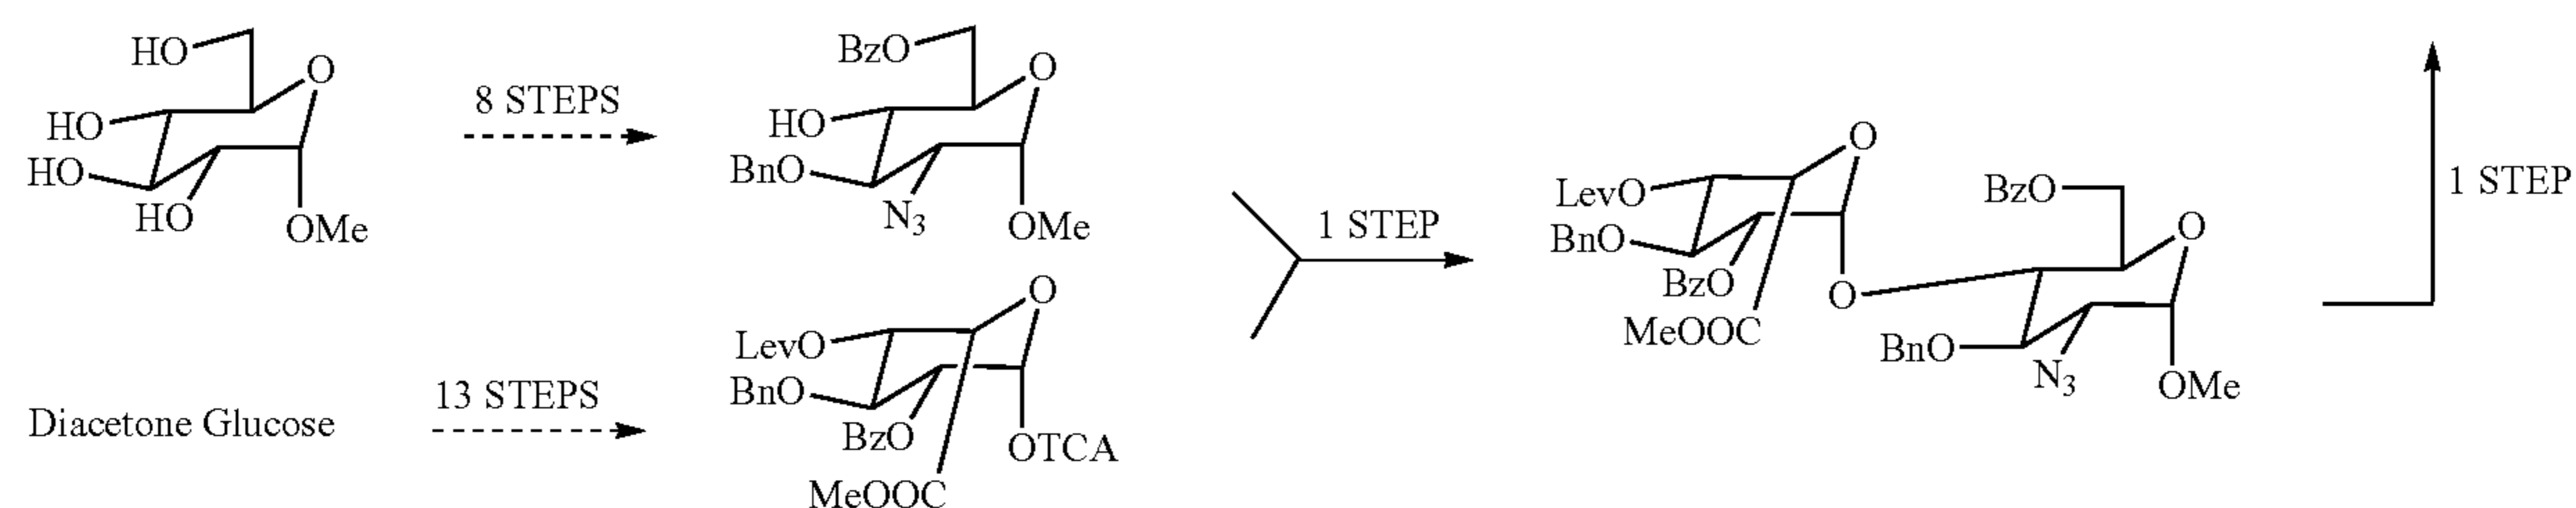 HO
O
HO
HO
HO
OMe
8 STEPS
BzO
O
HO
BnO
N3
OMe
Diacetone Glucose
13 STEPS
O
LevO
BnO
BzO
OTCA
MeOOC
1 STEP
O
LevO
BnO
BzO
MeOOC
O
BzO
O
BnO
N3
OMe
1 STEP